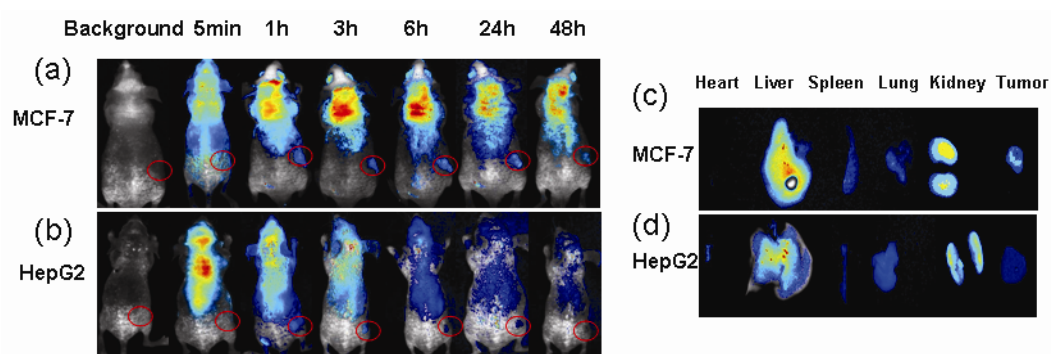 Background 5min 1h 3h 6h 24h 48h
(a)
MCF-7
(b)
HepG2
(c)
Heart Liver Spleen Lung Kidney Tumor
MCF-7
(d)
HepG2